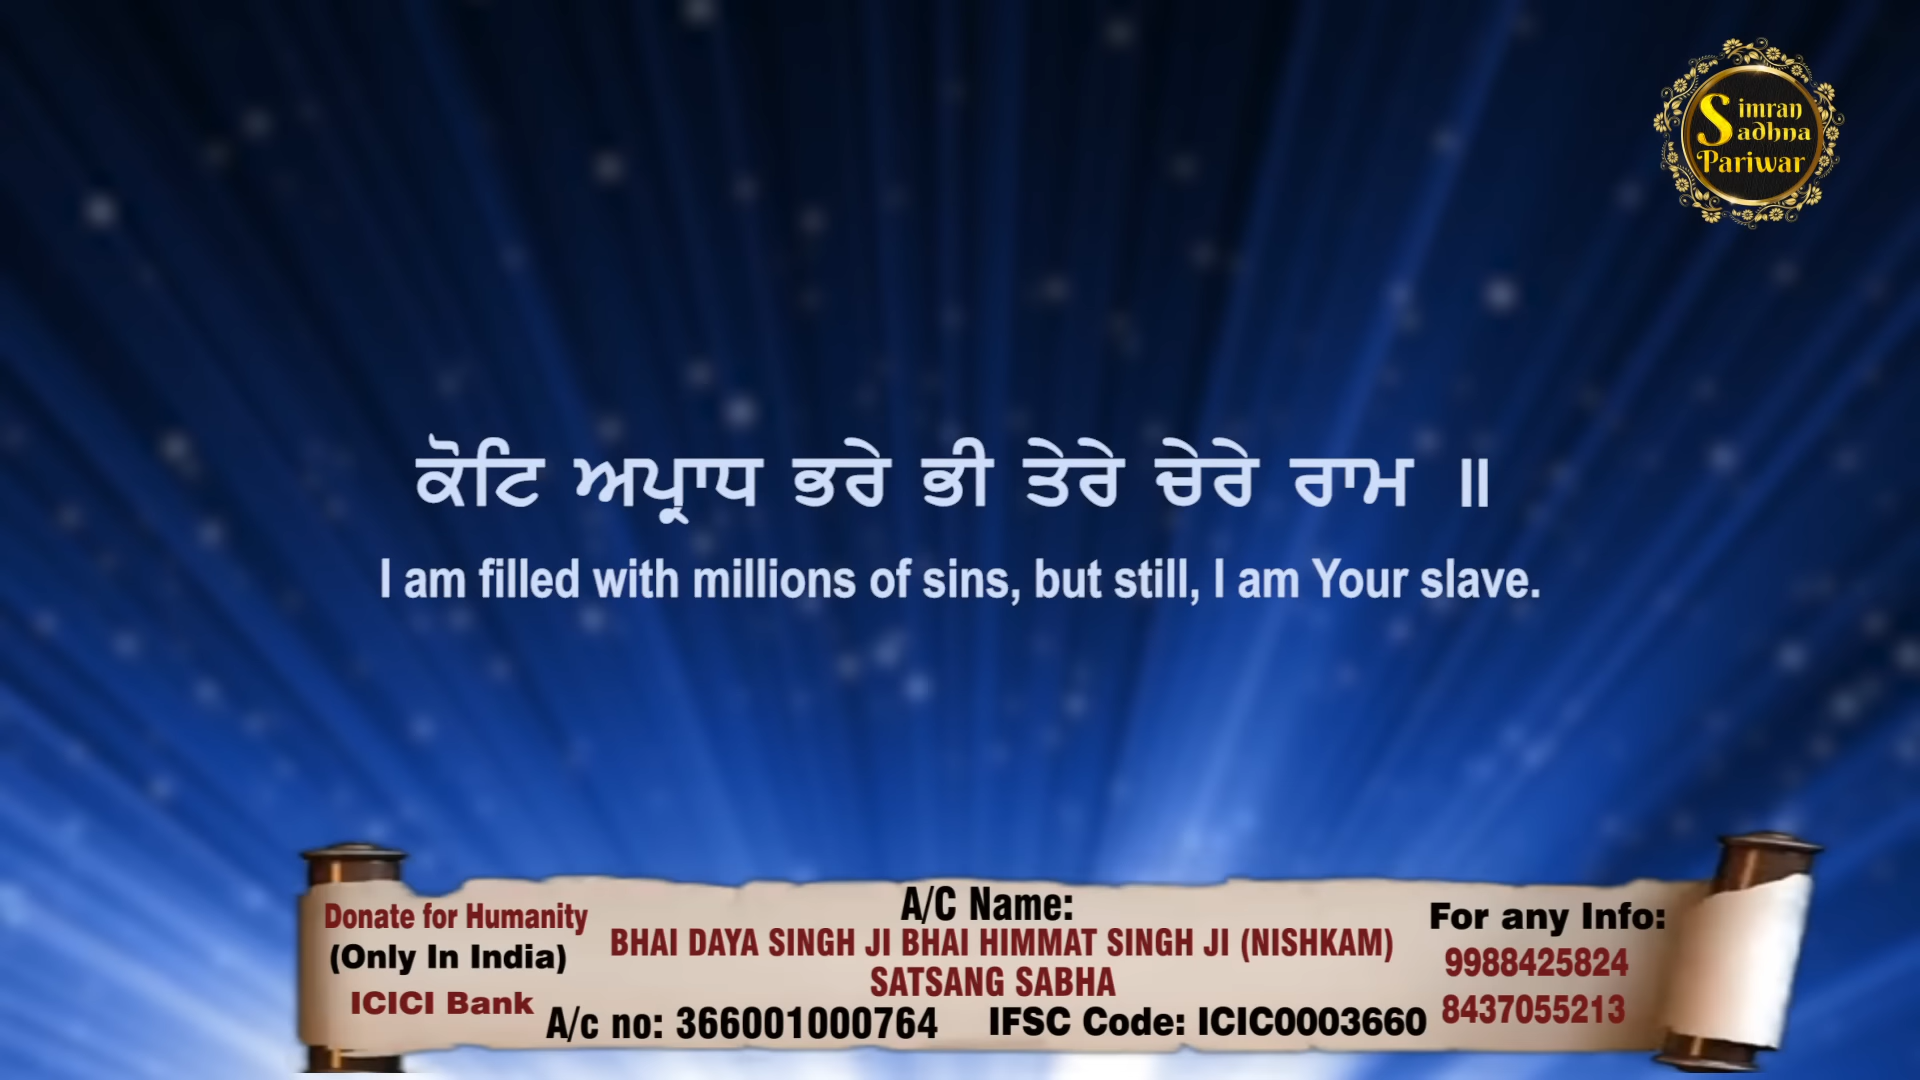 Simran
Sadhna
Pariwar
ਕੋਟਿ ਅਪ੍ਰਾਧ ਭਰੇ ਭੀ ਤੇਰੇ ਚੇਰੇ ਰਾਮ ॥
I am filled with millions of sins, but still, I am Your slave.
Donate for Humanity
(Only In India)
ICICI Bank
A/C Name:
BHAI DAYA SINGH JI BHAI HIMMAT SINGH JI (NISHKAM)
SATSANG SABHA
A/c no: 366001000764 IFSC Code: ICIC0003660
For any Info:
9988425824
8437055213